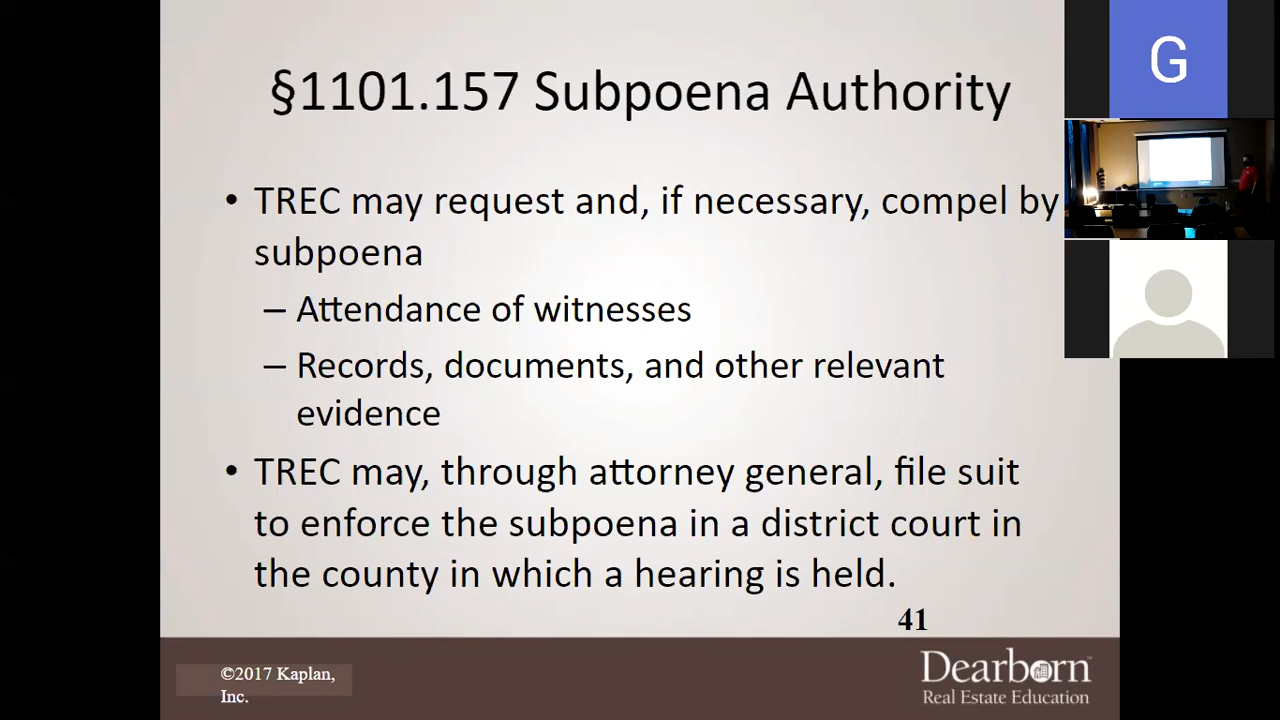 §1101.157 Subpoena Authority
• TREC may request and, if necessary, compel by
subpoena
– Attendance of witnesses
– Records, documents, and other relevant
evidence
• TREC may, through attorney general, file suit
to enforce the subpoena in a district court in
the county in which a hearing is held.
41
©2017 Kaplan,
Inc.
Dearborn
Real Estate Education
G